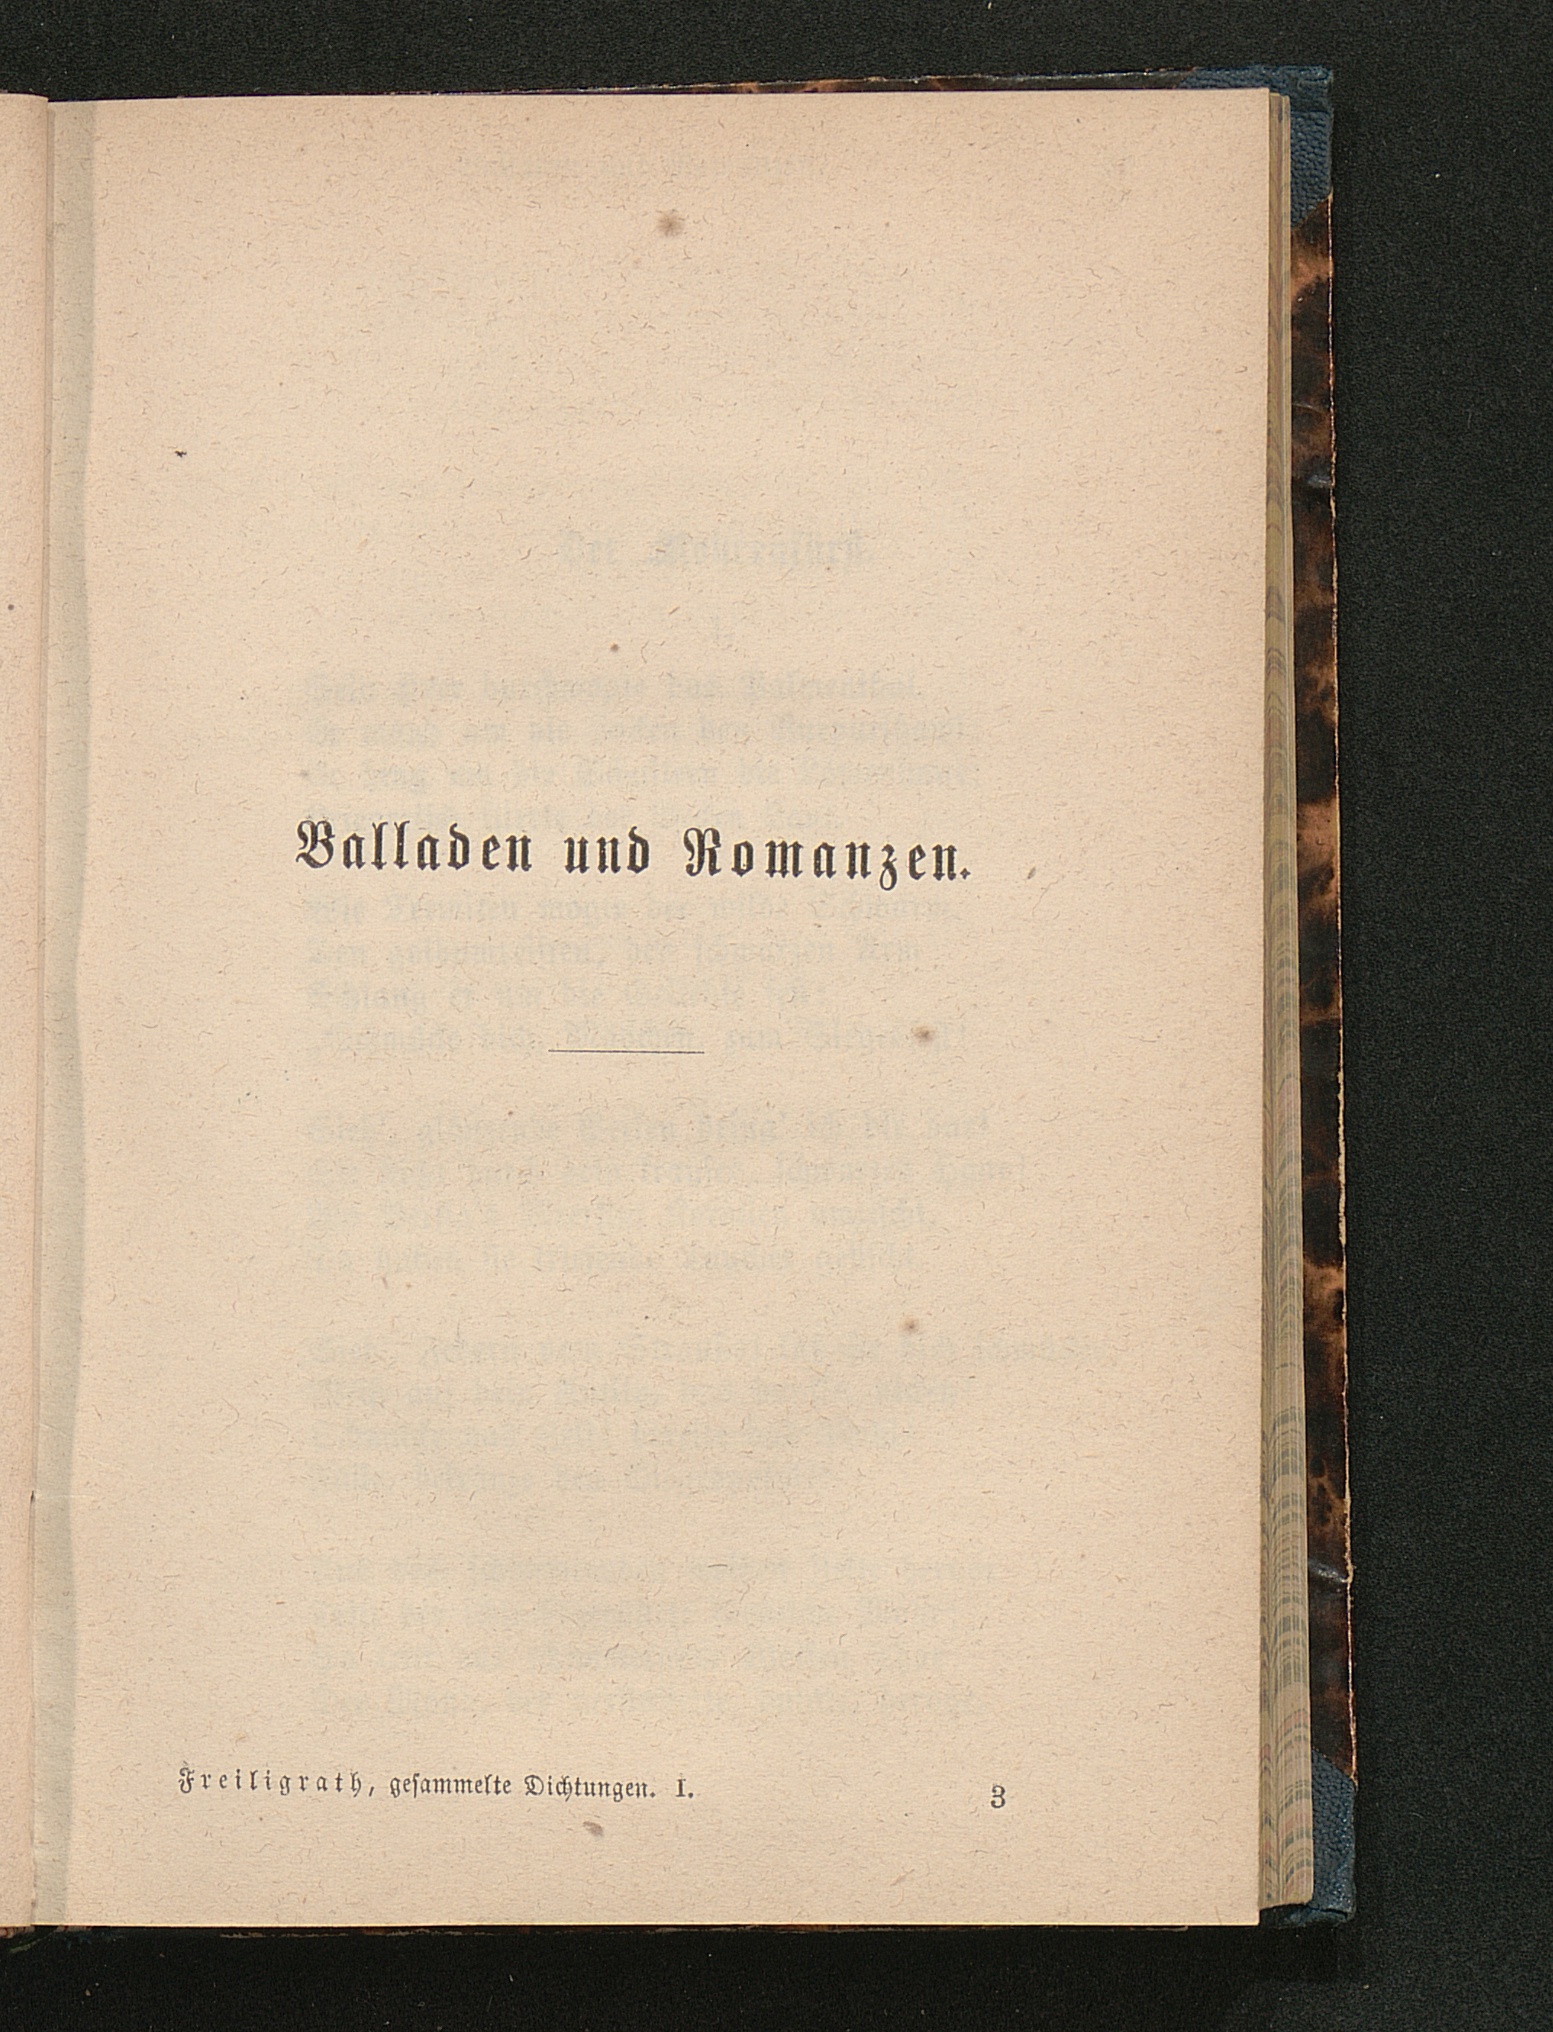 Balladen und Romanzen.
Freiligrath, gesammelte Dichtungen. I.
3